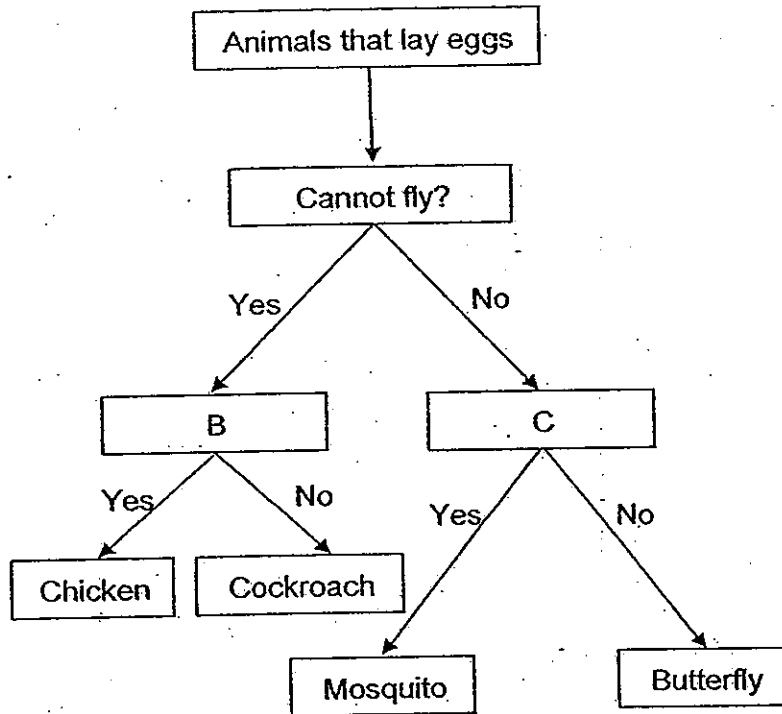 Animals that lay eggs
Cannot fly?
Yes
No
B
C
Yes
No
Yes
No
Chicken
Cockroach
Mosquito
Butterfly